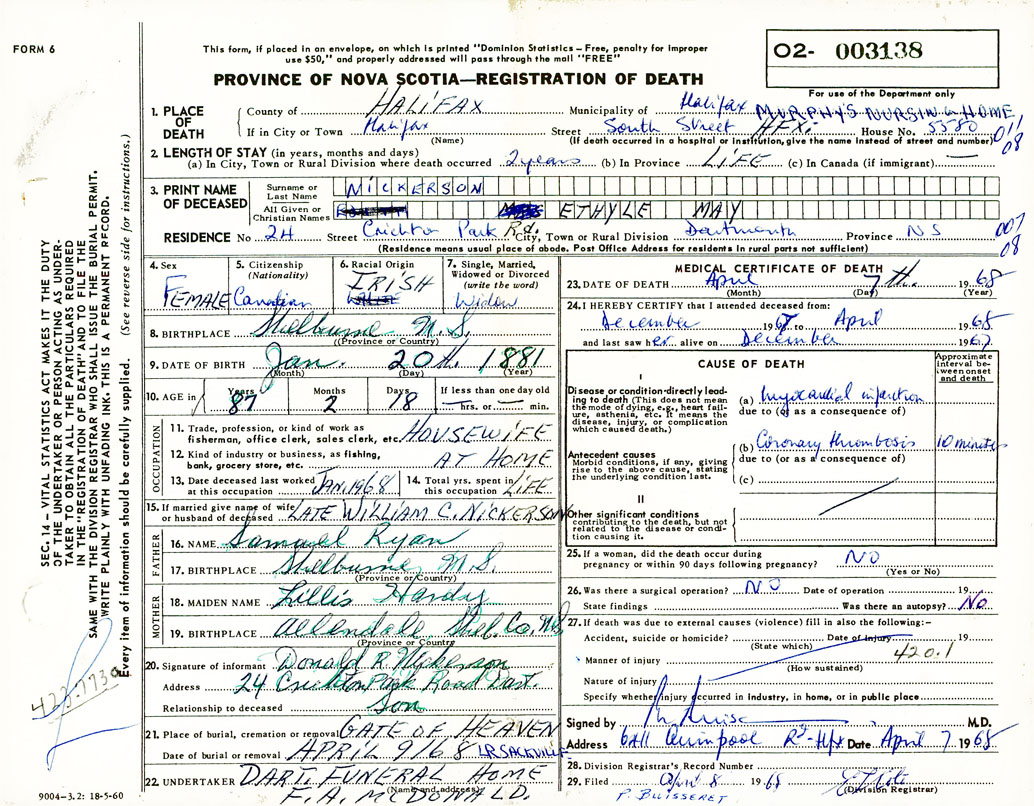 FORM 6
This form, if placed in an envelope, on which is printed "Dominion Statistics – Free, penalty for improper
use $50," and properly addressed will pass through the mail "FREE"
PROVINCE OF NOVA SCOTIA—REGISTRATION OF DEATH
02- 003138
For use of the Department only
SEC. 14 – VITAL STATISTICS ACT MAKES IT THE DUTY
OF THE UNDERTAKER OR PERSON ACTING AS UNDER-
TAKER TO OBTAIN ALL THE PARTICULARS REQUIRED
IN THE "REGISTRATION OF DEATH" AND TO FILE THE
SAME WITH THE DIVISION REGISTRAR WHO SHALL ISSUE THE BURIAL PERMIT.
WRITE PLAINLY WITH UNFADING INK. THIS IS A PERMANENT RECORD.
Every item of information should be carefully supplied. (See reverse side for instructions.)
1. PLACE OF DEATH County of HALIFAX Municipality of Halifax MURPHY'S NURSING HOME
If in City or Town Halifax Street South Street HFX. House No. 5380 011
(Name) (If death occurred in a hospital or institution, give the name instead of street and number) 08
2. LENGTH OF STAY (in years, months and days)
(a) In City, Town or Rural Division where death occurred 2 years (b) In Province LIFE (c) In Canada (if immigrant) —
3. PRINT NAME OF DECEASED Surname or Last Name NICKERSON
All Given or Christian Names ETHYLE MAY
RESIDENCE No 24 Street Crichton Park Rd. City, Town or Rural Division Dartmouth Province NS 007
(Residence means usual place of abode. Post Office Address for residents in rural parts not sufficient) 08
4. Sex FEMALE
5. Citizenship (Nationality) Canadian
6. Racial Origin IRISH
7. Single, Married, Widowed or Divorced (write the word) Widow
8. BIRTHPLACE Shelburne N.S.
(Province or Country)
9. DATE OF BIRTH Jan. 20th. 1881
(Month) (Day) (Year)
10. AGE in Years 87 Months 2 Days 18 If less than one day old — hrs. or — min.
OCCUPATION
11. Trade, profession, or kind of work as
fisherman, office clerk, sales clerk, etc. HOUSEWIFE
12. Kind of industry or business, as fishing,
bank, grocery store, etc. AT HOME
13. Date deceased last worked at this occupation JAN. 1968 14. Total yrs. spent in this occupation LIFE
15. If married give name of wife
or husband of deceased LATE WILLIAM C. NICKERSON
FATHER
16. NAME Samuel Ryan
17. BIRTHPLACE Shelburne N.S.
(Province or Country)
MOTHER
18. MAIDEN NAME Lillis Harday
19. BIRTHPLACE Allendale Shel. Co. NS
(Province or Country)
20. Signature of informant Donald R. Nickerson
Address 24 Crichton Park Road Dart.
Relationship to deceased Son
21. Place of burial, cremation or removal GATE OF HEAVEN
Date of burial or removal APRIL 9/68 LR. SACKVILLE
22. UNDERTAKER DART. FUNERAL HOME
(Name and address)
F. A. McDONALD.
9004-3.2: 18-5-60
MEDICAL CERTIFICATE OF DEATH
23. DATE OF DEATH April 7th. 1968
(Month) (Day) (Year)
24. I HEREBY CERTIFY that I attended deceased from:
December 1967 to April 1968
and last saw her alive on December 1967
CAUSE OF DEATH
Approximate interval between onset and death
I
Disease or condition directly lead-
ing to death (This does not mean
the mode of dying, e.g., heart fail-
ure, asthenia, etc. It means the
disease, injury, or complication
which caused death.)
(a) Myocardial infarction
due to (or as a consequence of)
(b) Coronary thrombosis 10 minutes
due to (or as a consequence of)
Antecedent causes
Morbid conditions, if any, giving
rise to the above cause, stating
the underlying condition last.
(c)
II
Other significant conditions
contributing to the death, but not
related to the disease or condi-
tion causing it.
25. If a woman, did the death occur during
pregnancy or within 90 days following pregnancy? NO
(Yes or No)
26. Was there a surgical operation? NO Date of operation 19
State findings Was there an autopsy? NO
27. If death was due to external causes (violence) fill in also the following:–
Accident, suicide or homicide? Date of injury 19
(State which) 420.1
Manner of injury
(How sustained)
Nature of injury
Specify whether injury occurred in industry, in home, or in public place
Signed by M.D.
Address Quinpool Rd - Hfx Date April 7 1968
28. Division Registrar's Record Number
29. Filed April 8 1968
(Division Registrar)
P. BUISSERET